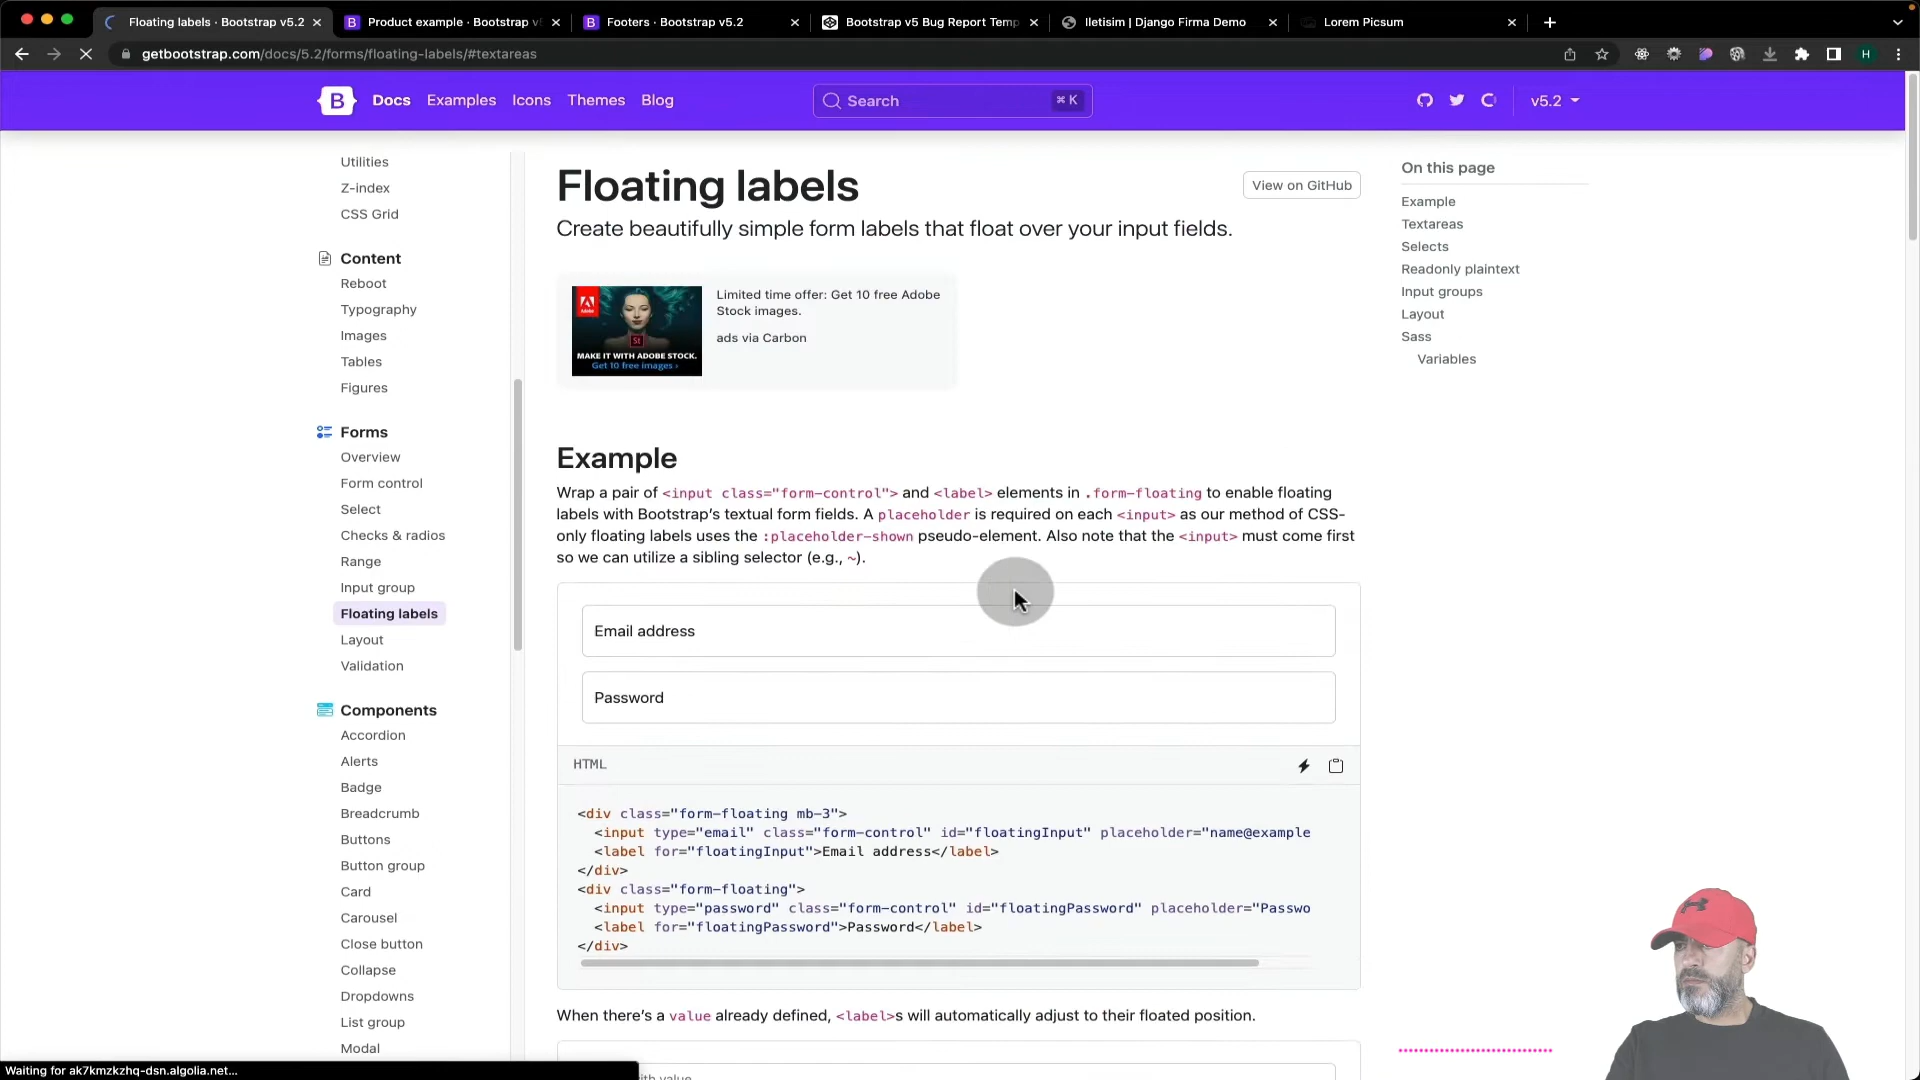 Floating labels · Bootstrap v5.2
Product example · Bootstrap v5
Footers · Bootstrap v5.2
Bootstrap v5 Bug Report Temp
Iletisim | Django Firma Demo
Lorem Picsum
getbootstrap.com/docs/5.2/forms/floating-labels/#textareas
H
B
Docs
Examples
Icons
Themes
Blog
Search
⌘ K
v5.2
Utilities
Z-index
CSS Grid
Content
Reboot
Typography
Images
Tables
Figures
Forms
Overview
Form control
Select
Checks & radios
Range
Input group
Floating labels
Layout
Validation
Components
Accordion
Alerts
Badge
Breadcrumb
Buttons
Button group
Card
Carousel
Close button
Collapse
Dropdowns
List group
Modal
Floating labels
View on GitHub
Create beautifully simple form labels that float over your input fields.
Adobe
St
MAKE IT WITH ADOBE STOCK.
Get 10 free images ›
Limited time offer: Get 10 free Adobe
Stock images.
ads via Carbon
Example
Wrap a pair of <input class="form-control"> and <label> elements in .form-floating to enable floating
labels with Bootstrap's textual form fields. A placeholder is required on each <input> as our method of CSS-
only floating labels uses the :placeholder-shown pseudo-element. Also note that the <input> must come first
so we can utilize a sibling selector (e.g., ~).
Email address
Password
HTML
<div class="form-floating mb-3">
<input type="email" class="form-control" id="floatingInput" placeholder="name@example
<label for="floatingInput">Email address</label>
</div>
<div class="form-floating">
<input type="password" class="form-control" id="floatingPassword" placeholder="Passwo
<label for="floatingPassword">Password</label>
</div>
When there's a value already defined, <label>s will automatically adjust to their floated position.
with value
On this page
Example
Textareas
Selects
Readonly plaintext
Input groups
Layout
Sass
Variables
Waiting for ak7kmzkzhq-dsn.algolia.net...